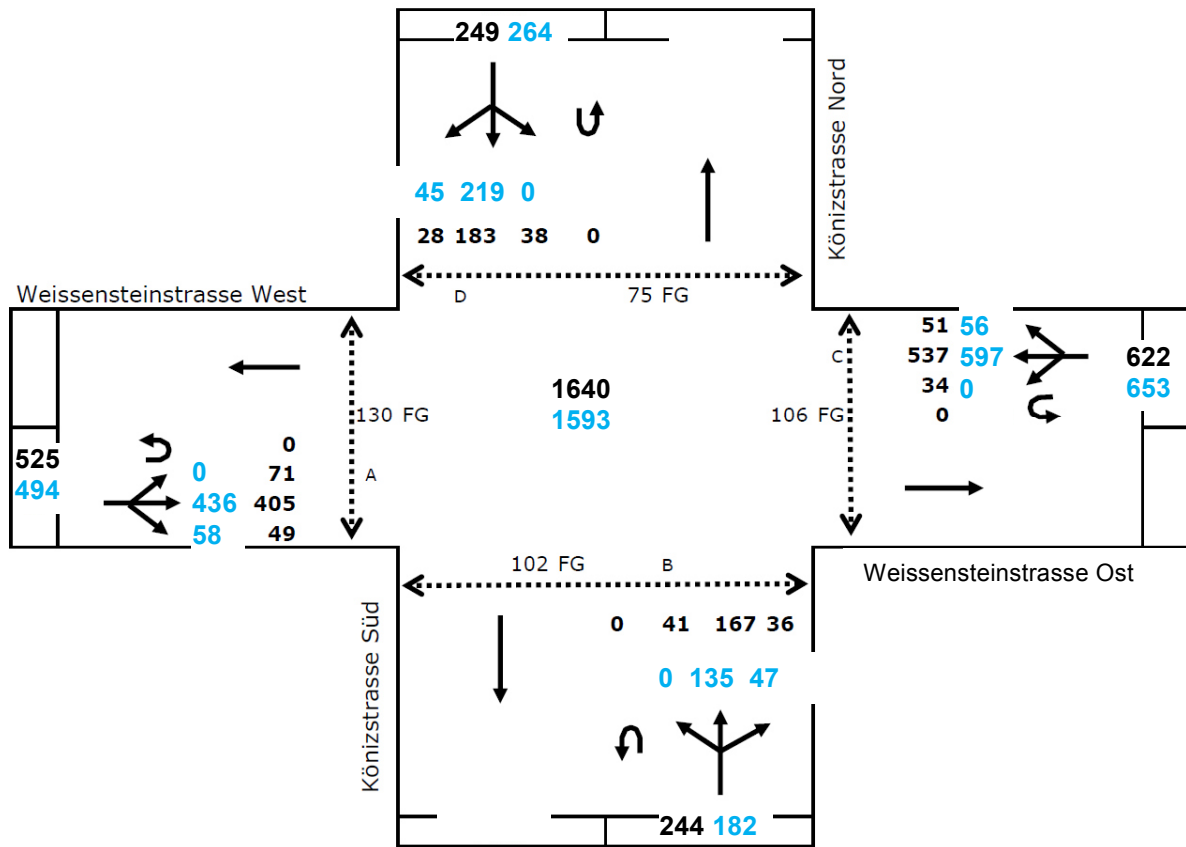 249 264
Könizstrasse Nord
45 219 0
28 183 38 0
D 75 FG
Weissensteinstrasse West
51 56
537 597
34 0
0
C
622
653
1640
1593
130 FG
106 FG
A
525
494
0
0 71
436 405
58 49
102 FG B
Weissensteinstrasse Ost
Könizstrasse Süd
0 41 167 36
0 135 47
244 182